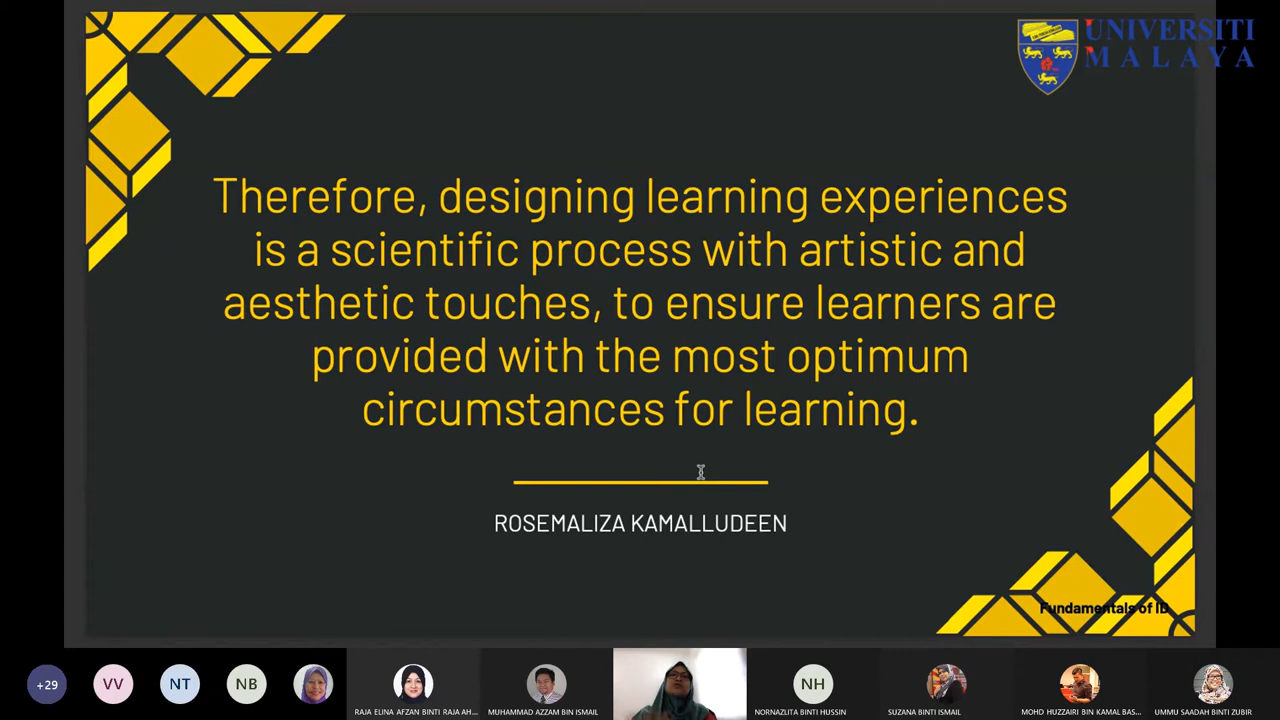 UNIVERSITI
MALAYA
Therefore, designing learning experiences
is a scientific process with artistic and
aesthetic touches, to ensure learners are
provided with the most optimum
circumstances for learning.
ROSEMALIZA KAMALLUDEEN
Fundamentals of ID
+29
VV
NT
NB
RAJA ELINA AFZAN BINTI RAJA AH...
MUHAMMAD AZZAM BIN ISMAIL
NH
NORNAZLITA BINTI HUSSIN
SUZANA BINTI ISMAIL
MOHD HUZZAIRI BIN KAMAL BAS...
UMMU SAADAH BINTI ZUBIR